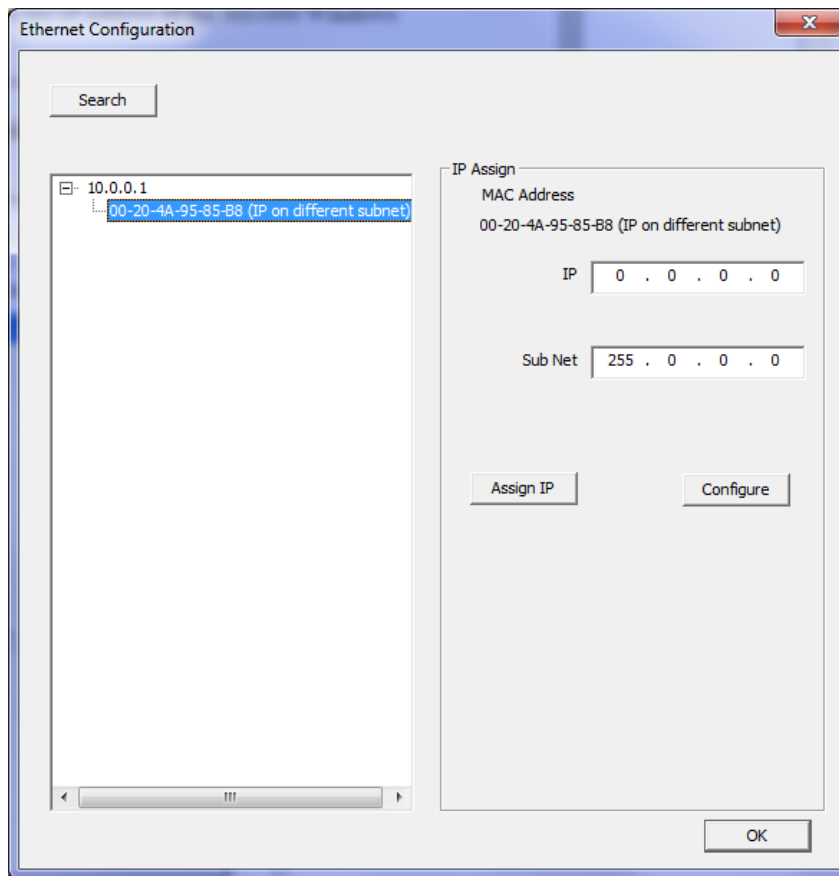 Ethernet Configuration
Search
10.0.0.1
00-20-4A-95-85-B8 (IP on different subnet)
IP Assign
MAC Address
00-20-4A-95-85-B8 (IP on different subnet)
IP 0 . 0 . 0 . 0
Sub Net 255 . 0 . 0 . 0
Assign IP Configure
OK